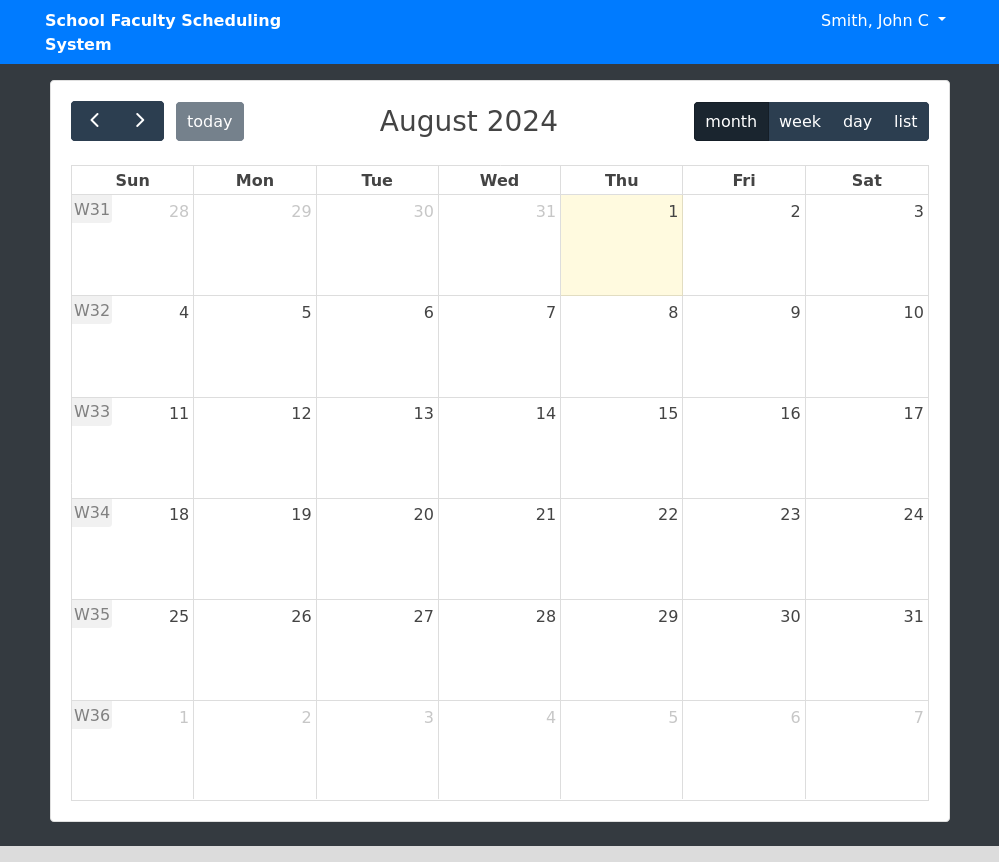 School Faculty Scheduling
System
Smith, John C
today
August 2024
month week day list
Sun Mon Tue Wed Thu Fri Sat
W31 28 29 30 31 1 2 3
W32 4 5 6 7 8 9 10
W33 11 12 13 14 15 16 17
W34 18 19 20 21 22 23 24
W35 25 26 27 28 29 30 31
W36 1 2 3 4 5 6 7